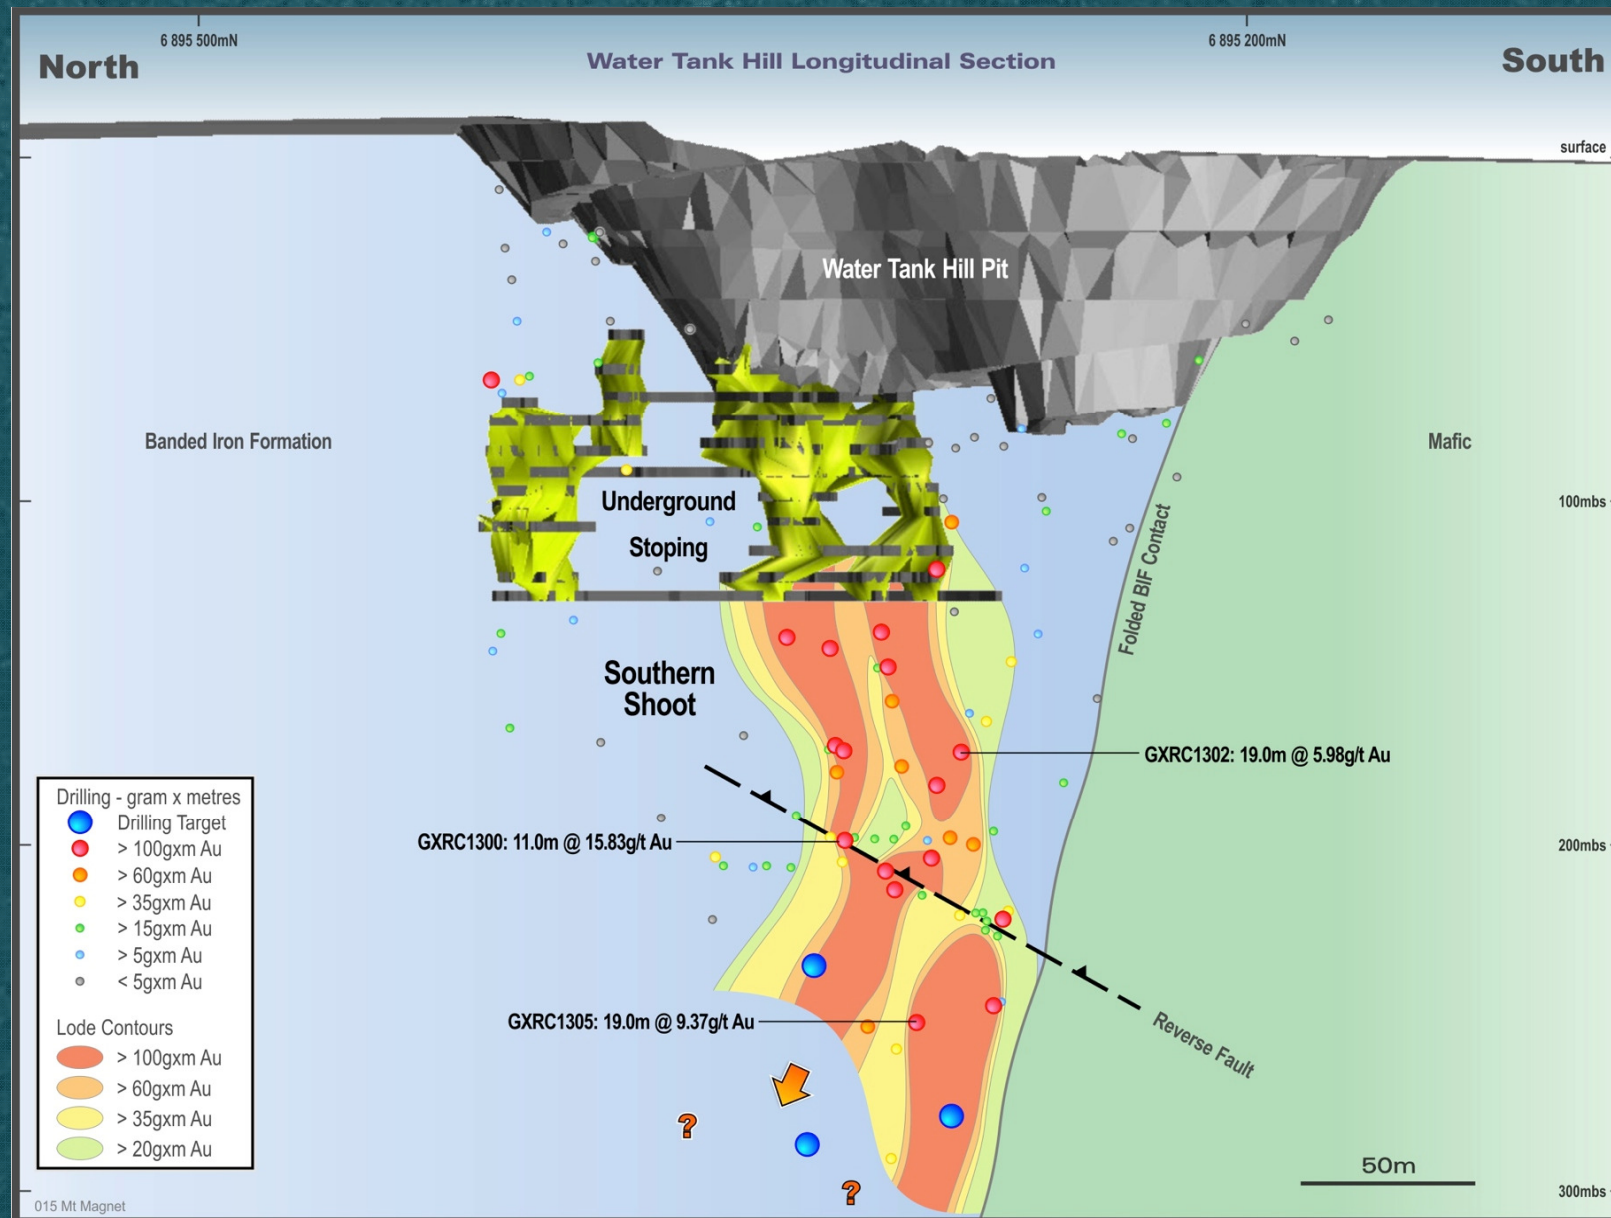 6 895 500mN
6 895 200mN
North
Water Tank Hill Longitudinal Section
South
surface
Water Tank Hill Pit
Banded Iron Formation
Mafic
Underground
Stoping
100mbs
Folded BIF Contact
Southern
Shoot
GXRC1302: 19.0m @ 5.98g/t Au
GXRC1300: 11.0m @ 15.83g/t Au
200mbs
GXRC1305: 19.0m @ 9.37g/t Au
Reverse Fault
?
?
Drilling - gram x metres
Drilling Target
> 100gxm Au
> 60gxm Au
> 35gxm Au
> 15gxm Au
> 5gxm Au
< 5gxm Au
Lode Contours
> 100gxm Au
> 60gxm Au
> 35gxm Au
> 20gxm Au
50m
300mbs
015 Mt Magnet